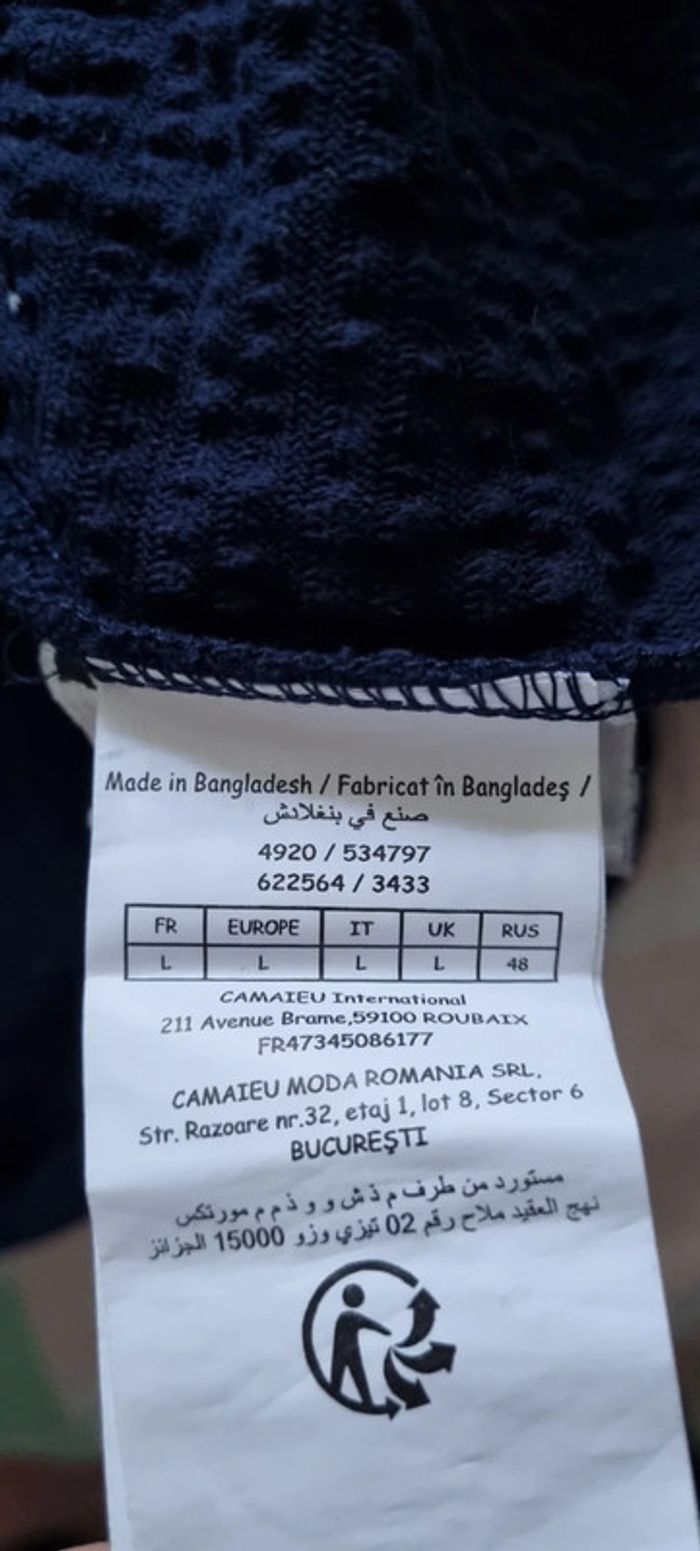 Made in Bangladesh / Fabricat în Bangladeş /
صنع في بنغلادش
4920 / 534797
622564 / 3433
FR EUROPE IT UK RUS
L L L L 48
CAMAIEU International
211 Avenue Brame,59100 ROUBAIX
FR47345086177
CAMAIEU MODA ROMANIA SRL.
Str. Razoare nr.32, etaj 1, lot 8, Sector 6
BUCUREŞTI
مستورد من طرف م ذ ش و و ذ م م مورتكس
نهج العقيد ملاح رقم 02 تيزي وزو 15000 الجزائر